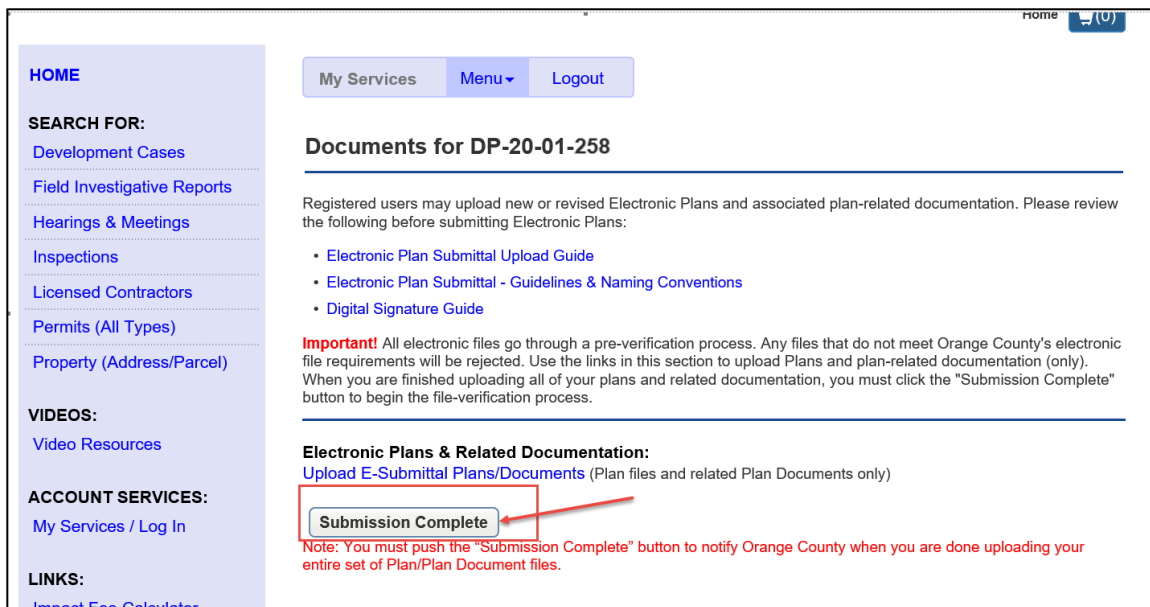 Home (0)
HOME
SEARCH FOR:
Development Cases
Field Investigative Reports
Hearings & Meetings
Inspections
Licensed Contractors
Permits (All Types)
Property (Address/Parcel)
VIDEOS:
Video Resources
ACCOUNT SERVICES:
My Services / Log In
LINKS:
Impact Fee Calculator
My Services Menu Logout
Documents for DP-20-01-258
Registered users may upload new or revised Electronic Plans and associated plan-related documentation. Please review
the following before submitting Electronic Plans:
• Electronic Plan Submittal Upload Guide
• Electronic Plan Submittal - Guidelines & Naming Conventions
• Digital Signature Guide
Important! All electronic files go through a pre-verification process. Any files that do not meet Orange County's electronic
file requirements will be rejected. Use the links in this section to upload Plans and plan-related documentation (only).
When you are finished uploading all of your plans and related documentation, you must click the "Submission Complete"
button to begin the file-verification process.
Electronic Plans & Related Documentation:
Upload E-Submittal Plans/Documents (Plan files and related Plan Documents only)
Submission Complete
Note: You must push the “Submission Complete” button to notify Orange County when you are done uploading your
entire set of Plan/Plan Document files.